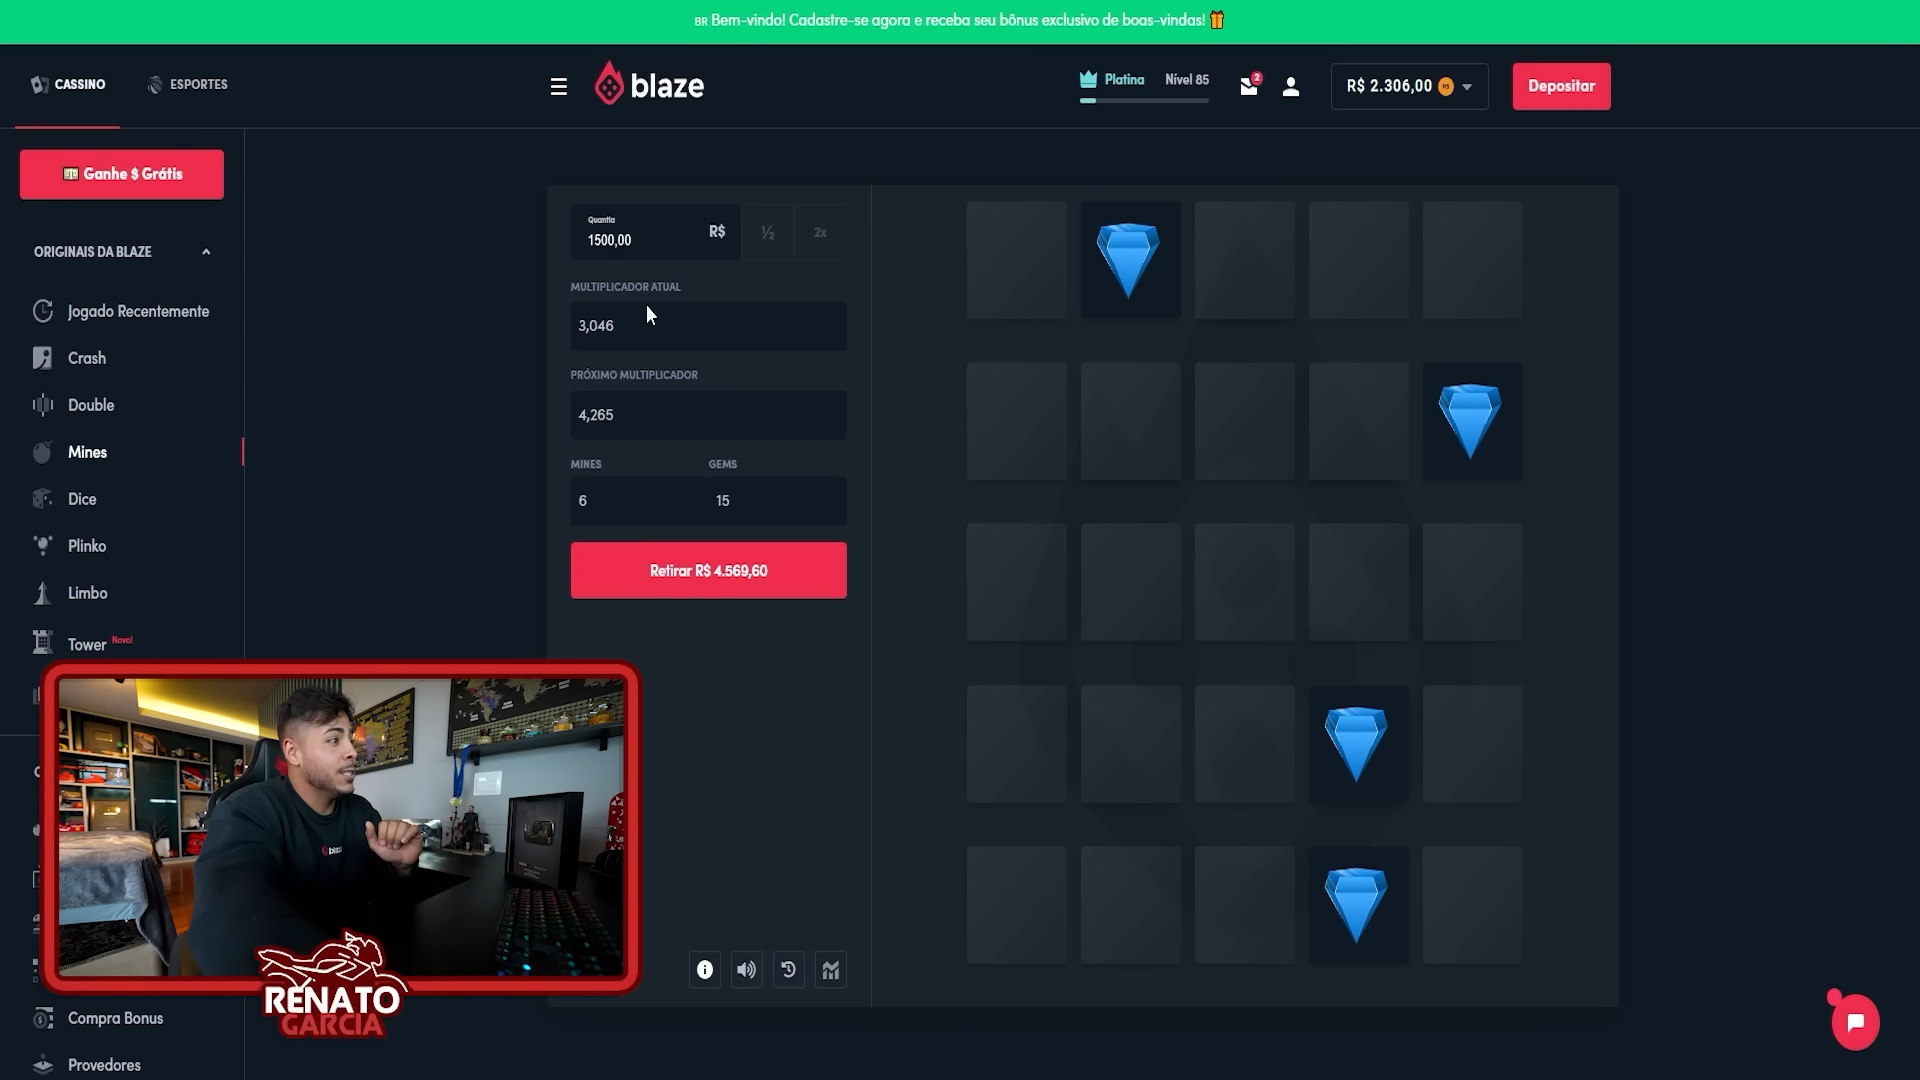 BR Bem-vindo! Cadastre-se agora e receba seu bônus exclusivo de boas-vindas!
CASSINO
ESPORTES
blaze
Platina
Nível 85
2
R$ 2.306,00
R$
Depositar
Ganhe $ Grátis
ORIGINAIS DA BLAZE
Jogado Recentemente
Crash
Double
Mines
Dice
Plinko
Limbo
Tower Novo!
Compra Bonus
Provedores
Quantia
1500,00
R$
½
2x
MULTIPLICADOR ATUAL
3,046
PRÓXIMO MULTIPLICADOR
4,265
MINES
GEMS
6
15
Retirar R$ 4.569,60
RENATO
GARCIA